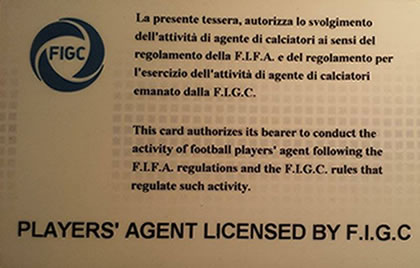 FIGC
La presente tessera, autorizza lo svolgimento
dell'attività di agente di calciatori ai sensi del
regolamento della F.I.F.A. e del regolamento per
l'esercizio dell'attività di agente di calciatori
emanato dalla F.I.G.C.
This card authorizes its bearer to conduct the
activity of football players' agent following the
F.I.F.A. regulations and the F.I.G.C. rules that
regulate such activity.
PLAYERS' AGENT LICENSED BY F.I.G.C